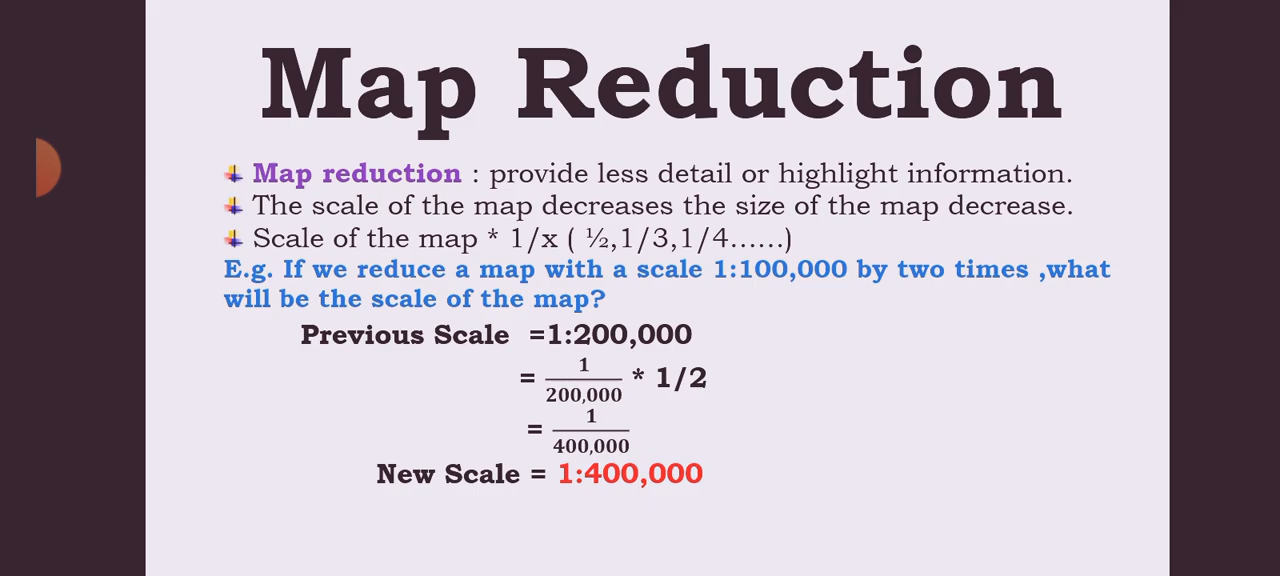 Map Reduction
Map reduction : provide less detail or highlight information.
The scale of the map decreases the size of the map decrease.
Scale of the map * 1/x ( ½,1/3,1/4......)
E.g. If we reduce a map with a scale 1:100,000 by two times ,what
will be the scale of the map?
Previous Scale =1:200,000
= 1/200,000 * 1/2
= 1/400,000
New Scale = 1:400,000